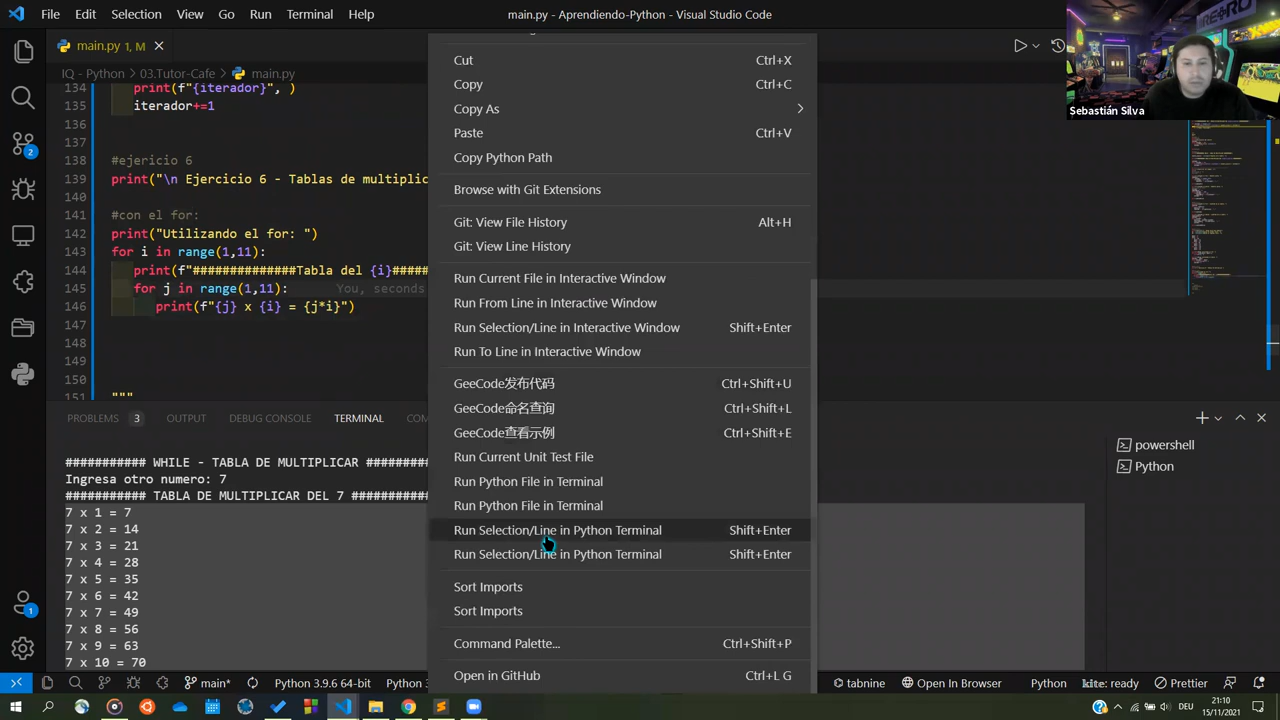 File Edit Selection View Go Run Terminal Help
main.py - Aprendiendo-Python - Visual Studio Code
RETRO
Sebastián Silva
main.py 1, M
IQ - Python > 03.Tutor-Cafe > main.py
134 print(f"{iterador}", )
135 iterador+=1
136
137
138 #ejericio 6
139 print("\n Ejercicio 6 - Tablas de multiplic
140
141 #con el for:
142 print("Utilizando el for: ")
143 for i in range(1,11):
144 print(f"##############Tabla del {i}#####
145 for j in range(1,11): You, seconds
146 print(f"{j} x {i} = {j*i}")
147
148
149
150
151 """
Cut Ctrl+X
Copy Ctrl+C
Copy As
Paste Ctrl+V
Copy Python Path
Browse with Git Extensions
Git: View File History Alt+H
Git: View Line History
Run Current File in Interactive Window
Run From Line in Interactive Window
Run Selection/Line in Interactive Window Shift+Enter
Run To Line in Interactive Window
GeeCode发布代码 Ctrl+Shift+U
GeeCode命名查询 Ctrl+Shift+L
GeeCode查看示例 Ctrl+Shift+E
Run Current Unit Test File
Run Python File in Terminal
Run Python File in Terminal
Run Selection/Line in Python Terminal Shift+Enter
Run Selection/Line in Python Terminal Shift+Enter
Sort Imports
Sort Imports
Command Palette... Ctrl+Shift+P
Open in GitHub Ctrl+L G
PROBLEMS 3 OUTPUT DEBUG CONSOLE TERMINAL COM
powershell
Python
########### WHILE - TABLA DE MULTIPLICAR ########
Ingresa otro numero: 7
########### TABLA DE MULTIPLICAR DEL 7 ##########
7 x 1 = 7
7 x 2 = 14
7 x 3 = 21
7 x 4 = 28
7 x 5 = 35
7 x 6 = 42
7 x 7 = 49
7 x 8 = 56
7 x 9 = 63
7 x 10 = 70
2
1
main* Python 3.9.6 64-bit Python 3. tabnine Open In Browser Python kite: ready Prettier
DEU
21:10
15/11/2021